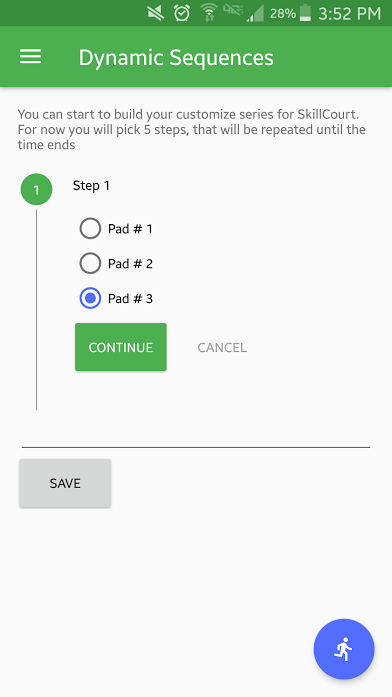 28% 3:52 PM
Dynamic Sequences
You can start to build your customize series for SkillCourt.
For now you will pick 5 steps, that will be repeated until the
time ends
1 Step 1
Pad # 1
Pad # 2
Pad # 3
CONTINUE CANCEL
SAVE